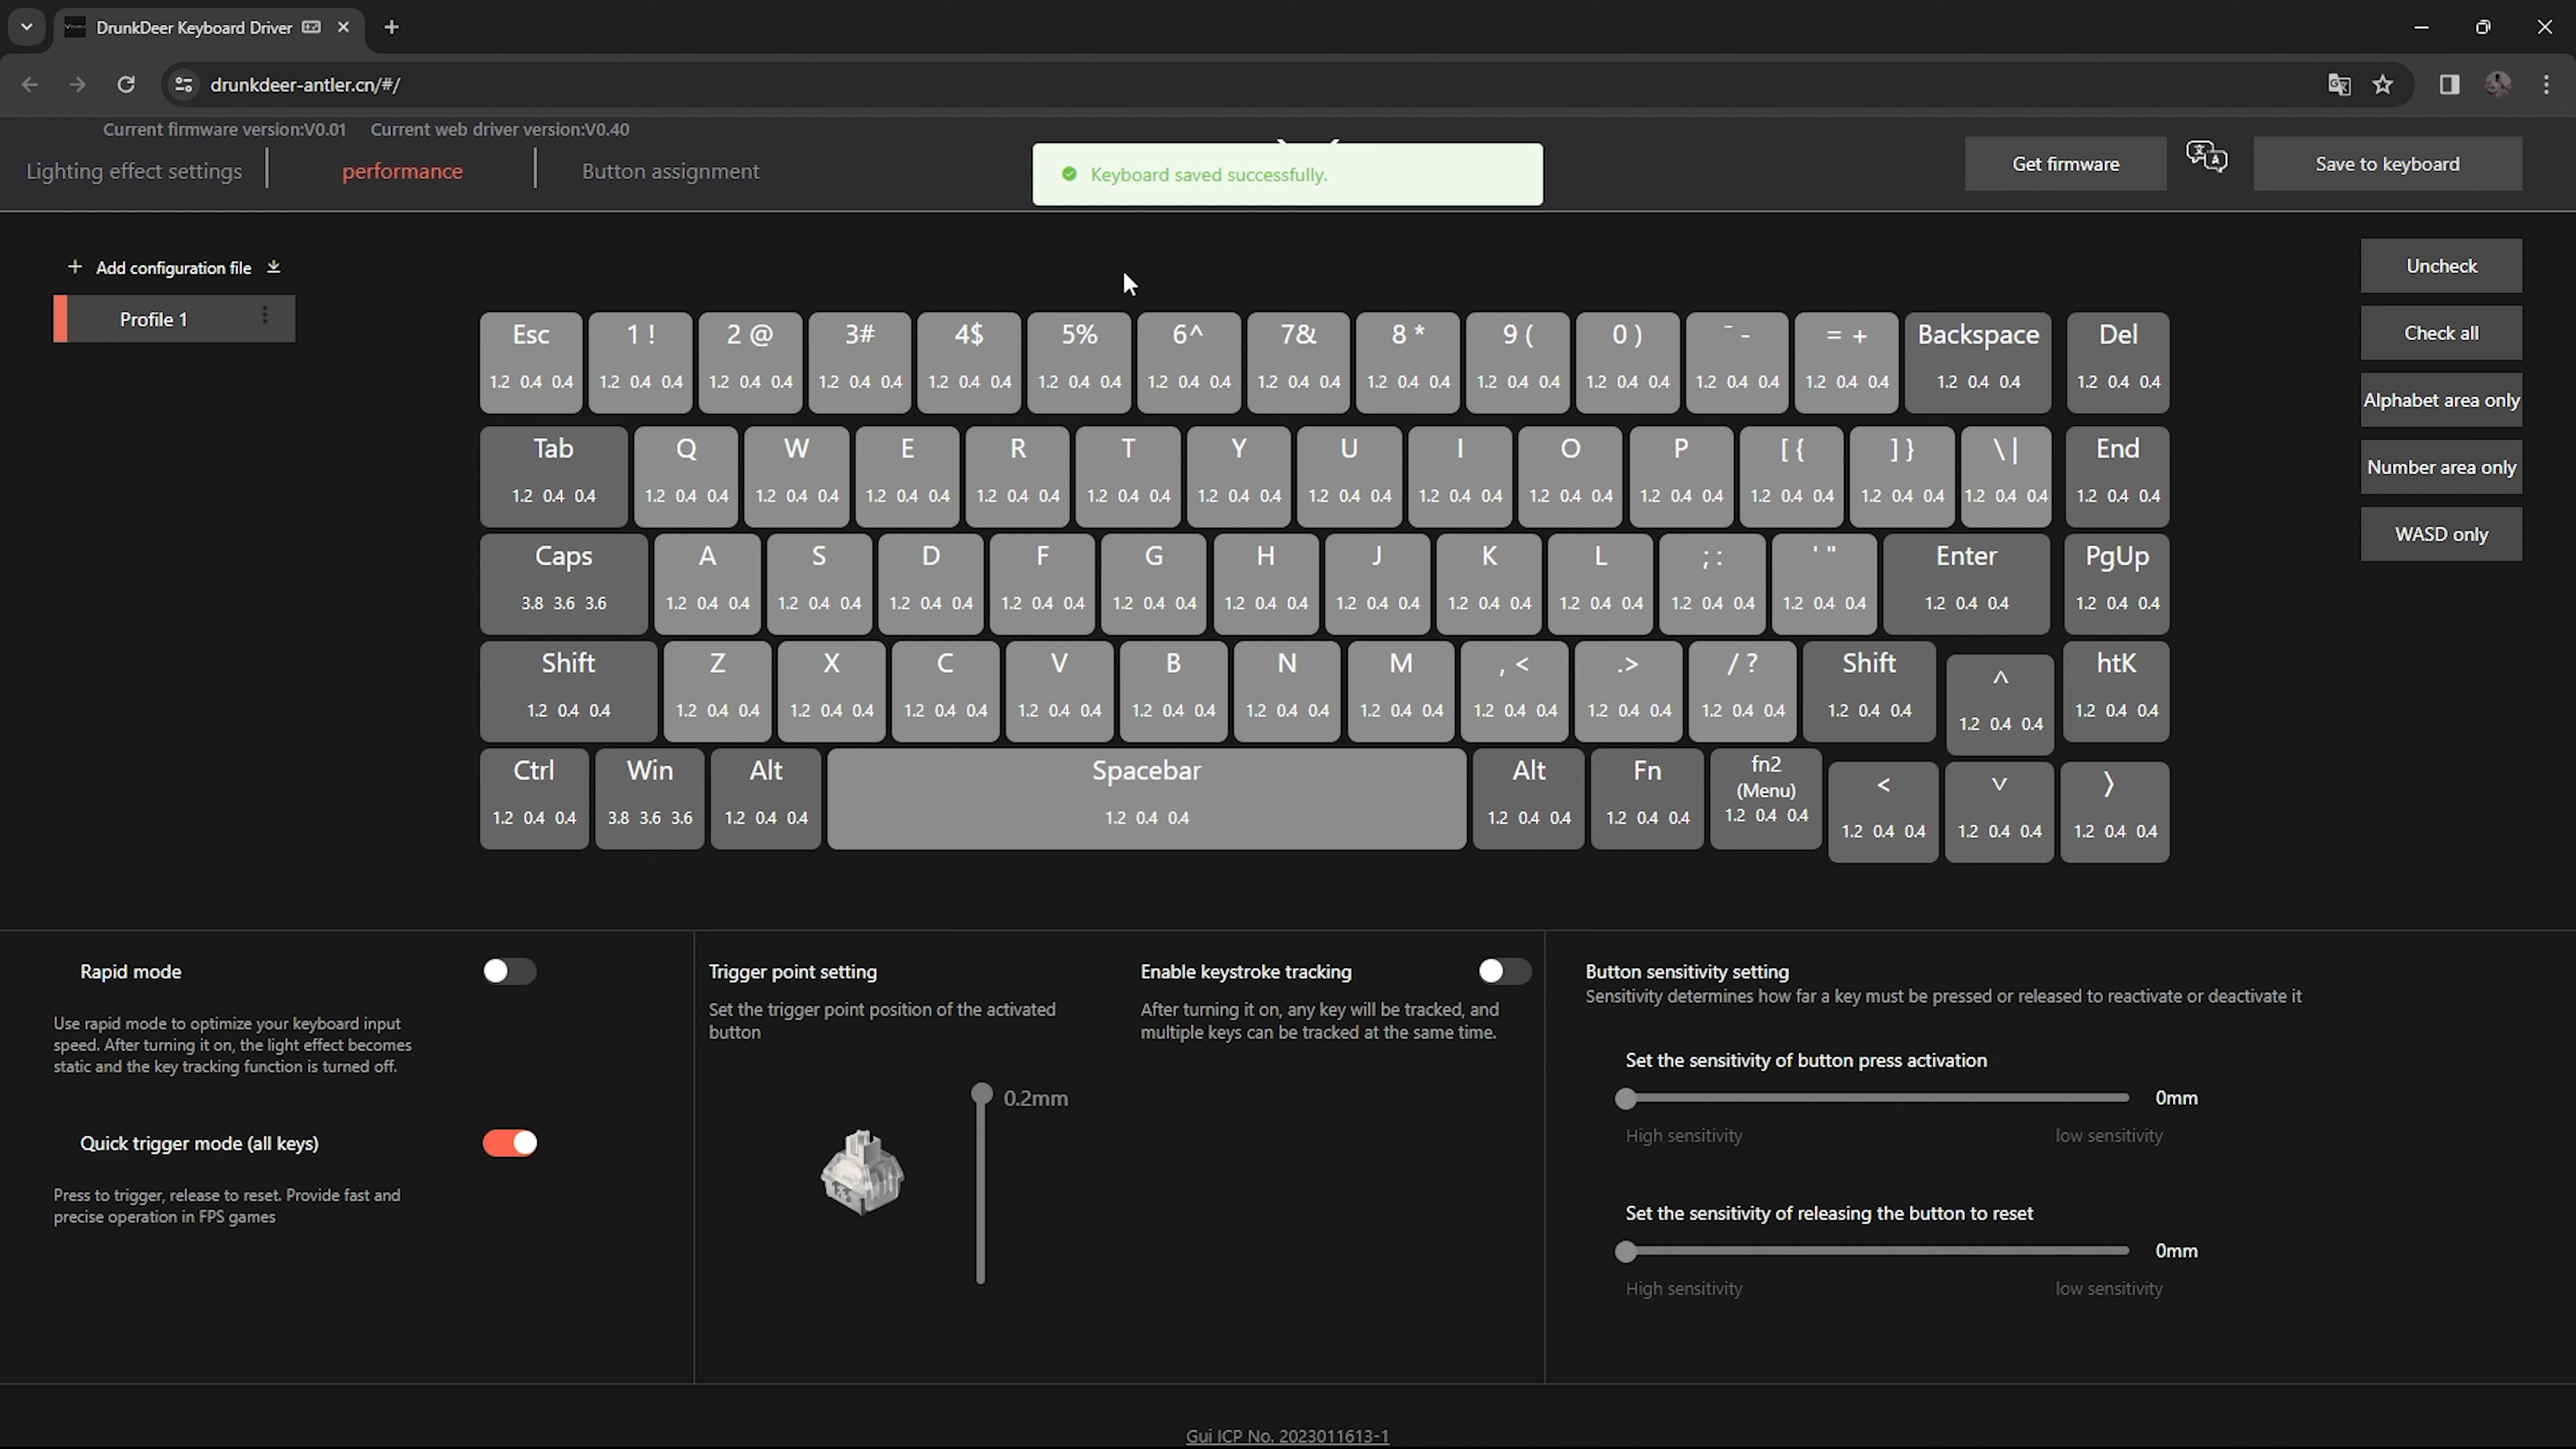 DrunkDeer Keyboard Driver
drunkdeer-antler.cn/#/
Current firmware version:V0.01 Current web driver version:V0.40
Lighting effect settings performance Button assignment
Keyboard saved successfully.
Get firmware
Save to keyboard
+ Add configuration file
Profile 1
Uncheck
Check all
Alphabet area only
Number area only
WASD only
Esc 1 ! 2 @ 3# 4$ 5% 6^ 7& 8 * 9 ( 0 ) ¯ - = + Backspace Del
1.2 0.4 0.4 1.2 0.4 0.4 1.2 0.4 0.4 1.2 0.4 0.4 1.2 0.4 0.4 1.2 0.4 0.4 1.2 0.4 0.4 1.2 0.4 0.4 1.2 0.4 0.4 1.2 0.4 0.4 1.2 0.4 0.4 1.2 0.4 0.4 1.2 0.4 0.4 1.2 0.4 0.4 1.2 0.4 0.4
Tab Q W E R T Y U I O P [ { ] } \ | End
1.2 0.4 0.4 1.2 0.4 0.4 1.2 0.4 0.4 1.2 0.4 0.4 1.2 0.4 0.4 1.2 0.4 0.4 1.2 0.4 0.4 1.2 0.4 0.4 1.2 0.4 0.4 1.2 0.4 0.4 1.2 0.4 0.4 1.2 0.4 0.4 1.2 0.4 0.4 1.2 0.4 0.4 1.2 0.4 0.4
Caps A S D F G H J K L ; : ' " Enter PgUp
3.8 3.6 3.6 1.2 0.4 0.4 1.2 0.4 0.4 1.2 0.4 0.4 1.2 0.4 0.4 1.2 0.4 0.4 1.2 0.4 0.4 1.2 0.4 0.4 1.2 0.4 0.4 1.2 0.4 0.4 1.2 0.4 0.4 1.2 0.4 0.4 1.2 0.4 0.4 1.2 0.4 0.4
Shift Z X C V B N M , < .> / ? Shift ^ htK
1.2 0.4 0.4 1.2 0.4 0.4 1.2 0.4 0.4 1.2 0.4 0.4 1.2 0.4 0.4 1.2 0.4 0.4 1.2 0.4 0.4 1.2 0.4 0.4 1.2 0.4 0.4 1.2 0.4 0.4 1.2 0.4 0.4 1.2 0.4 0.4 1.2 0.4 0.4 1.2 0.4 0.4
Ctrl Win Alt Spacebar Alt Fn fn2 < ˅ 〉
(Menu)
1.2 0.4 0.4 3.8 3.6 3.6 1.2 0.4 0.4 1.2 0.4 0.4 1.2 0.4 0.4 1.2 0.4 0.4 1.2 0.4 0.4 1.2 0.4 0.4 1.2 0.4 0.4 1.2 0.4 0.4
Rapid mode
Use rapid mode to optimize your keyboard input
speed. After turning it on, the light effect becomes
static and the key tracking function is turned off.
Quick trigger mode (all keys)
Press to trigger, release to reset. Provide fast and
precise operation in FPS games
Trigger point setting
Set the trigger point position of the activated
button
0.2mm
Enable keystroke tracking
After turning it on, any key will be tracked, and
multiple keys can be tracked at the same time.
Button sensitivity setting
Sensitivity determines how far a key must be pressed or released to reactivate or deactivate it
Set the sensitivity of button press activation
0mm
High sensitivity low sensitivity
Set the sensitivity of releasing the button to reset
0mm
High sensitivity low sensitivity
Gui ICP No. 2023011613-1